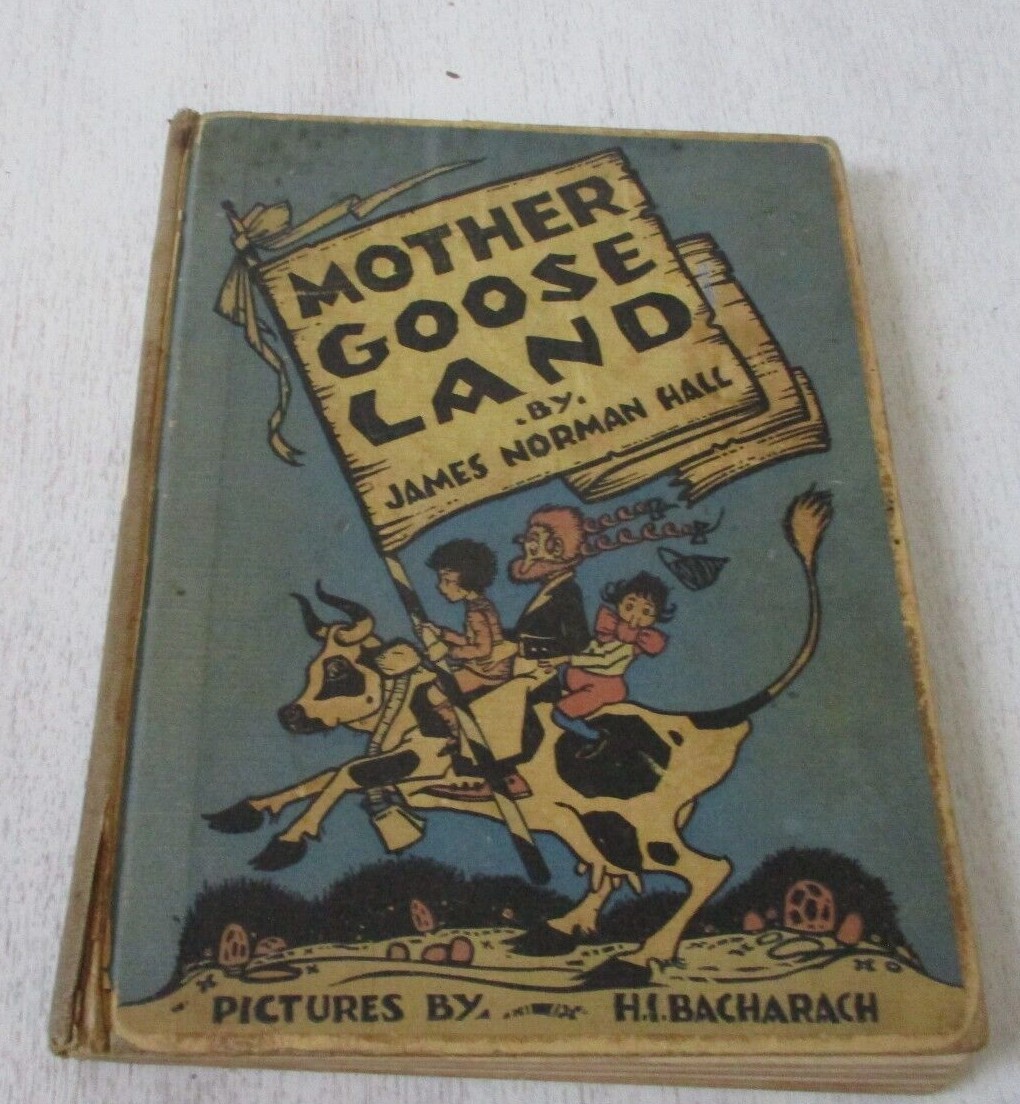 MOTHER
GOOSE
LAND
.BY.
JAMES NORMAN HALL
PICTURES BY H.I. BACHARACH